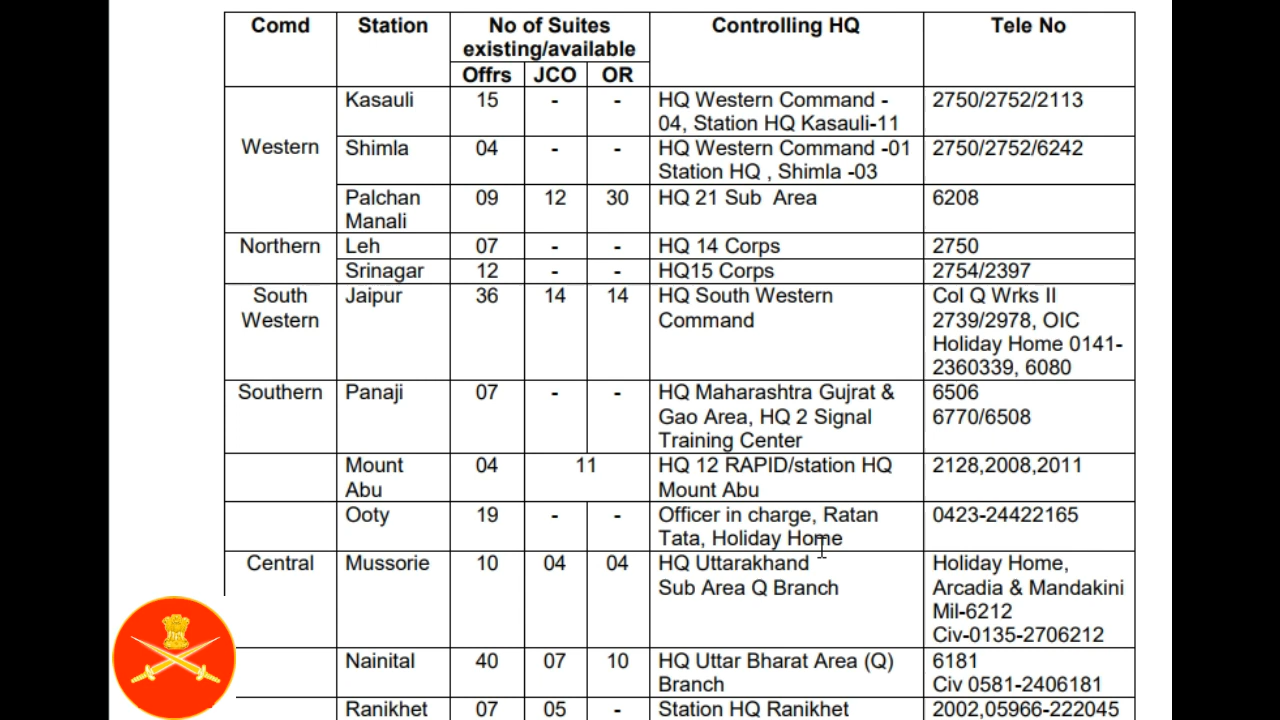 Comd Station No of Suites existing/available Controlling HQ Tele No
Offrs JCO OR
Western Kasauli 15 - - HQ Western Command - 2750/2752/2113
04, Station HQ Kasauli-11
Shimla 04 - - HQ Western Command -01 2750/2752/6242
Station HQ , Shimla -03
Palchan 09 12 30 HQ 21 Sub Area 6208
Manali
Northern Leh 07 - - HQ 14 Corps 2750
Srinagar 12 - - HQ15 Corps 2754/2397
South Jaipur 36 14 14 HQ South Western Col Q Wrks II
Western Command 2739/2978, OIC
Holiday Home 0141-
2360339, 6080
Southern Panaji 07 - - HQ Maharashtra Gujrat & 6506
Gao Area, HQ 2 Signal 6770/6508
Training Center
Mount 04 11 HQ 12 RAPID/station HQ 2128,2008,2011
Abu Mount Abu
Ooty 19 - - Officer in charge, Ratan 0423-24422165
Tata, Holiday Home
Central Mussorie 10 04 04 HQ Uttarakhand Holiday Home,
Sub Area Q Branch Arcadia & Mandakini
Mil-6212
Civ-0135-2706212
Nainital 40 07 10 HQ Uttar Bharat Area (Q) 6181
Branch Civ 0581-2406181
Ranikhet 07 05 - Station HQ Ranikhet 2002,05966-222045